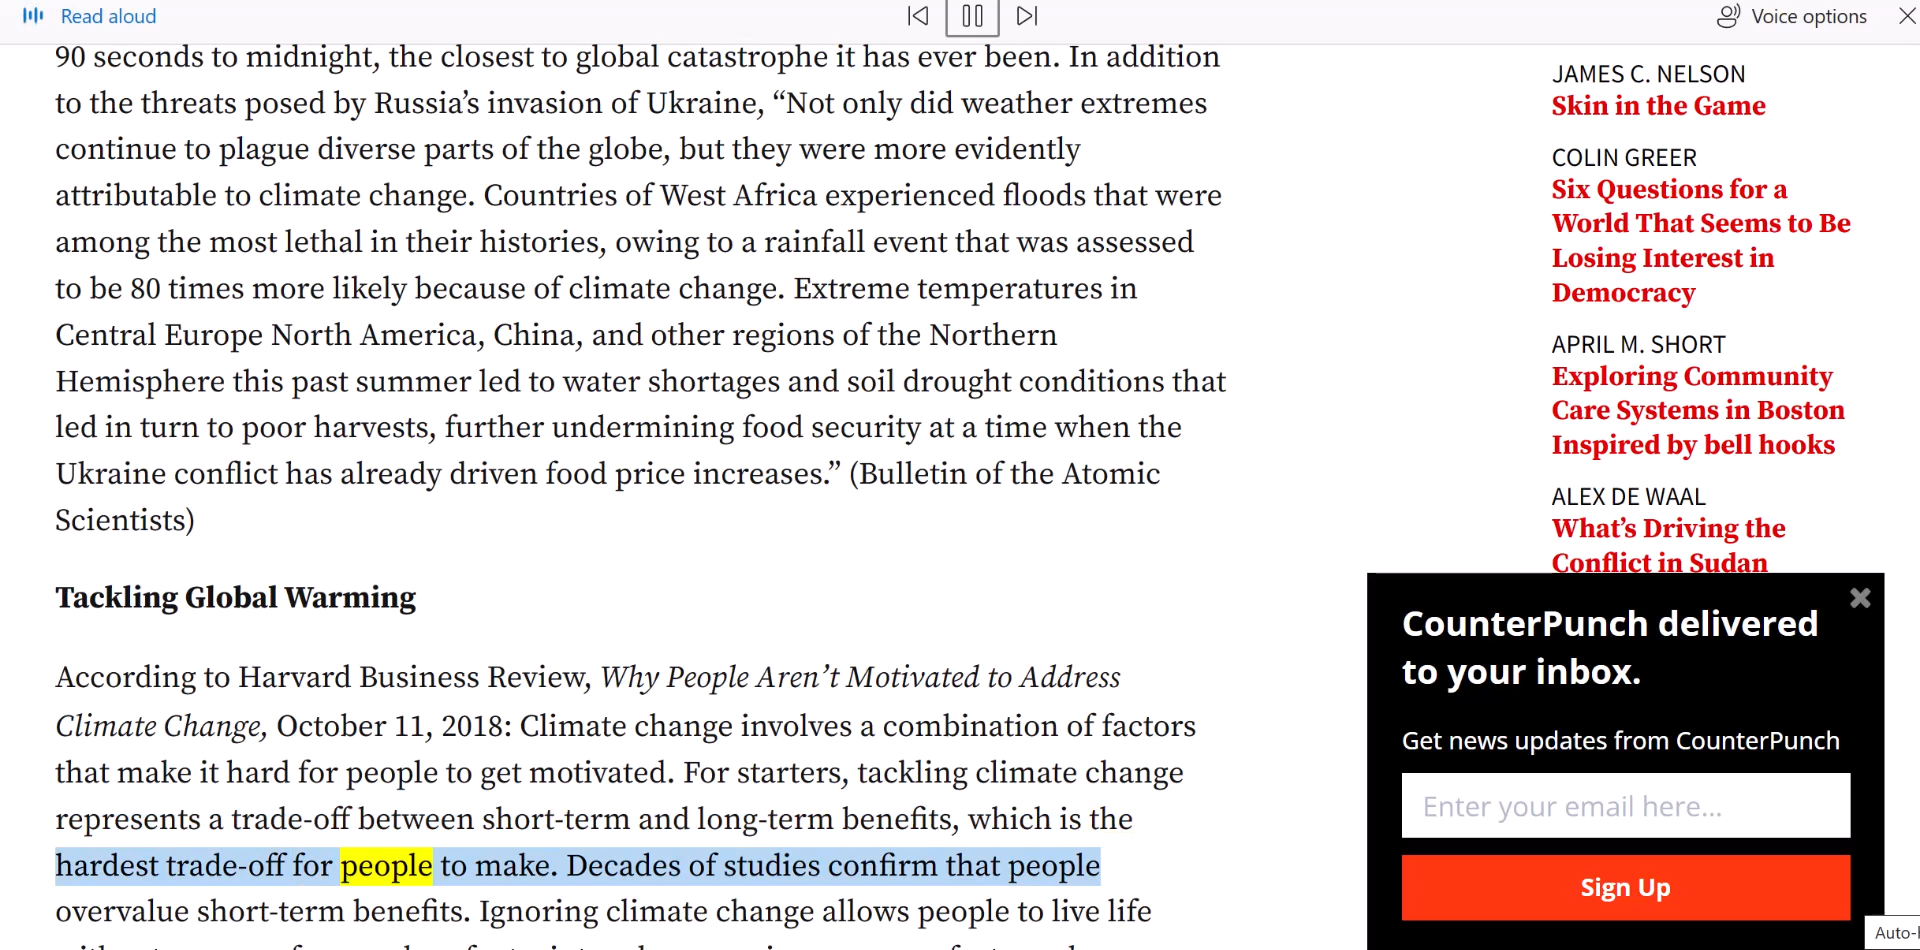 Read aloud
Voice options
90 seconds to midnight, the closest to global catastrophe it has ever been. In addition
to the threats posed by Russia’s invasion of Ukraine, “Not only did weather extremes
continue to plague diverse parts of the globe, but they were more evidently
attributable to climate change. Countries of West Africa experienced floods that were
among the most lethal in their histories, owing to a rainfall event that was assessed
to be 80 times more likely because of climate change. Extreme temperatures in
Central Europe North America, China, and other regions of the Northern
Hemisphere this past summer led to water shortages and soil drought conditions that
led in turn to poor harvests, further undermining food security at a time when the
Ukraine conflict has already driven food price increases.” (Bulletin of the Atomic
Scientists)
Tackling Global Warming
According to Harvard Business Review, Why People Aren’t Motivated to Address
Climate Change, October 11, 2018: Climate change involves a combination of factors
that make it hard for people to get motivated. For starters, tackling climate change
represents a trade-off between short-term and long-term benefits, which is the
hardest trade-off for people to make. Decades of studies confirm that people
overvalue short-term benefits. Ignoring climate change allows people to live life
JAMES C. NELSON
Skin in the Game
COLIN GREER
Six Questions for a
World That Seems to Be
Losing Interest in
Democracy
APRIL M. SHORT
Exploring Community
Care Systems in Boston
Inspired by bell hooks
ALEX DE WAAL
What’s Driving the
Conflict in Sudan
CounterPunch delivered
to your inbox.
Get news updates from CounterPunch
Enter your email here...
Sign Up